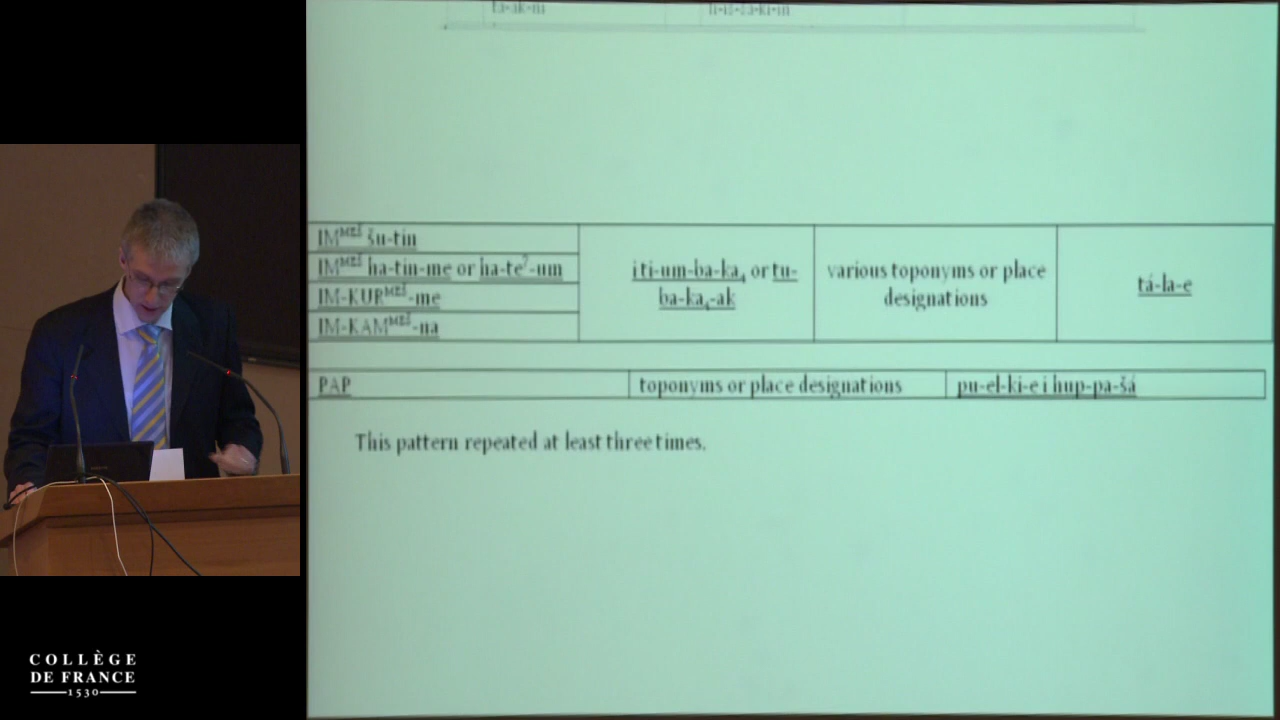 IMᴹᴱˢ̌ šu-tin
IMᴹᴱˢ̌ ha-tin-me or ha-te?-um
IM-KURᴹᴱˢ̌-me
IM-KAMᴹᴱˢ̌-na
i ti-um-ba-ka₄ or tu-
ba-ka₄-ak
various toponyms or place
designations
tá-la-e
PAP
toponyms or place designations
pu-el-ki-e i hup-pa-šá
This pattern repeated at least three times.
COLLÈGE
DE FRANCE
1530